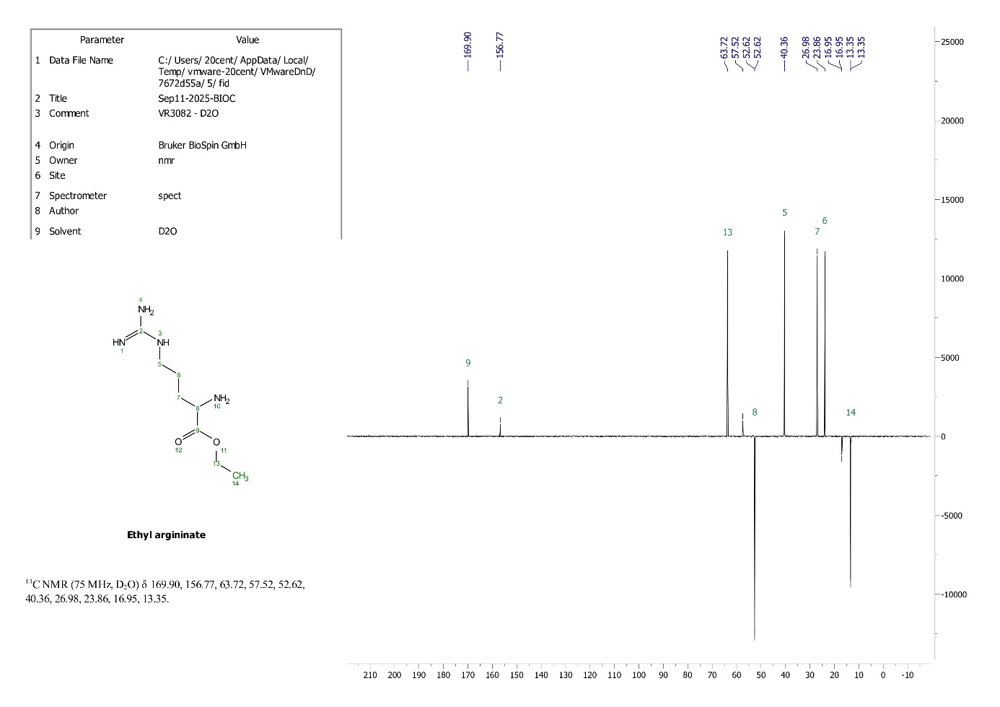 Parameter Value
1 Data File Name C:/ Users/ 20cent/ AppData/ Local/
Temp/ vmware-20cent/ VMwareDnD/
7672d55a/ 5/ fid
2 Title Sep11-2025-BIOC
3 Comment VR3082 - D2O
4 Origin Bruker BioSpin GmbH
5 Owner nmr
6 Site
7 Spectrometer spect
8 Author
9 Solvent D2O
4
NH2
2
3
HN
NH
1
5
6
7
NH2
10
8
9
O
O
12
11
13
CH3
14
Ethyl argininate
13C NMR (75 MHz, D2O) δ 169.90, 156.77, 63.72, 57.52, 52.62,
40.36, 26.98, 23.86, 16.95, 13.35.
169.90
156.77
63.72
57.52
52.62
52.62
40.36
26.98
23.86
16.95
16.95
13.35
13.35
9
2
13
8
5
7
6
14
25000
20000
15000
10000
5000
0
-5000
-10000
210 200 190 180 170 160 150 140 130 120 110 100 90 80 70 60 50 40 30 20 10 0 -10